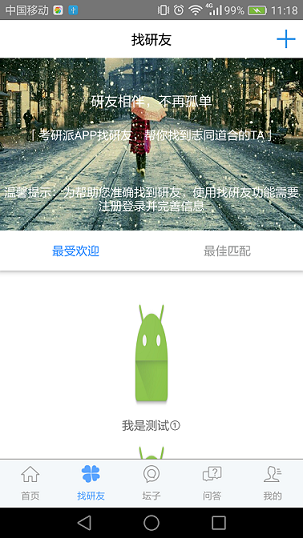 中国移动 4G 99% 11:18
找研友
研友相伴，不再孤单
[ 考研派APP找研友，帮你找到志同道合的TA ]
温馨提示：为帮助您准确找到研友，使用找研友功能需要
注册登录并完善信息
最受欢迎 最佳匹配
我是测试①
首页 找研友 坛子 问答 我的